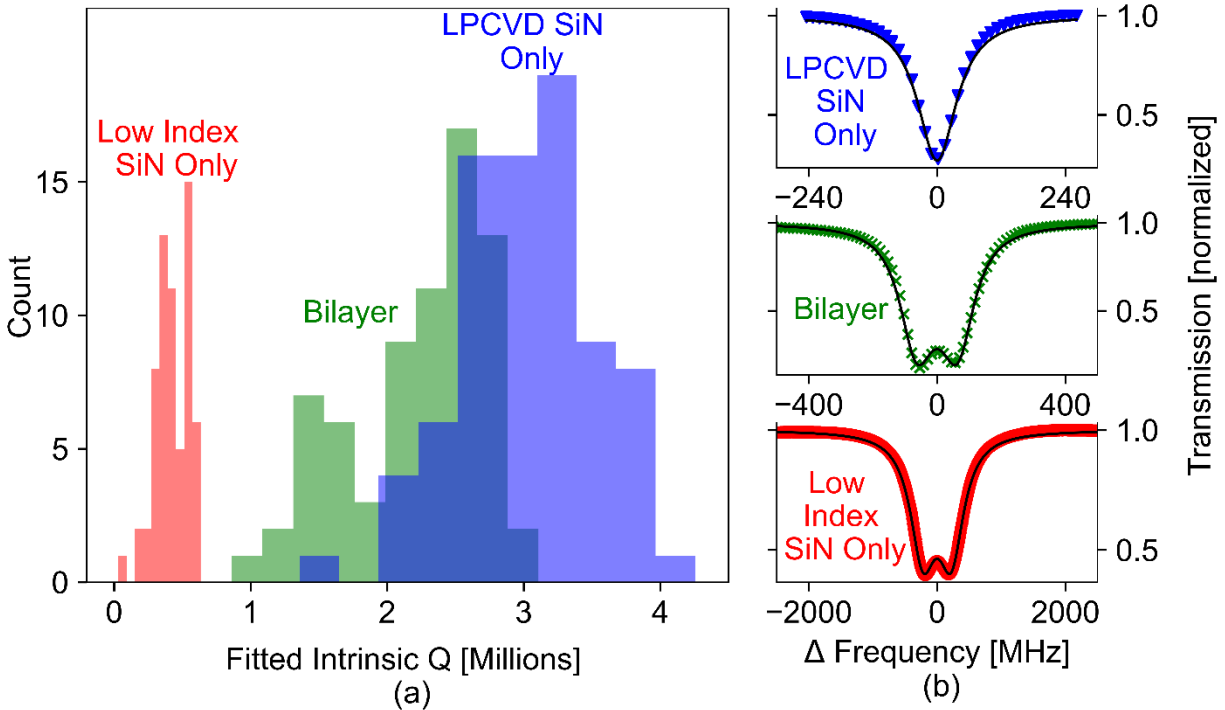 LPCVD SiN
Only
Low Index
SiN Only
Bilayer
15
10
5
0
Count
0 1 2 3 4
Fitted Intrinsic Q [Millions]
(a)
LPCVD
SiN
Only
1.0
0.5
−240 0 240
Bilayer
1.0
0.5
−400 0 400
Low
Index
SiN Only
1.0
0.5
−2000 0 2000
Transmission [normalized]
Δ Frequency [MHz]
(b)